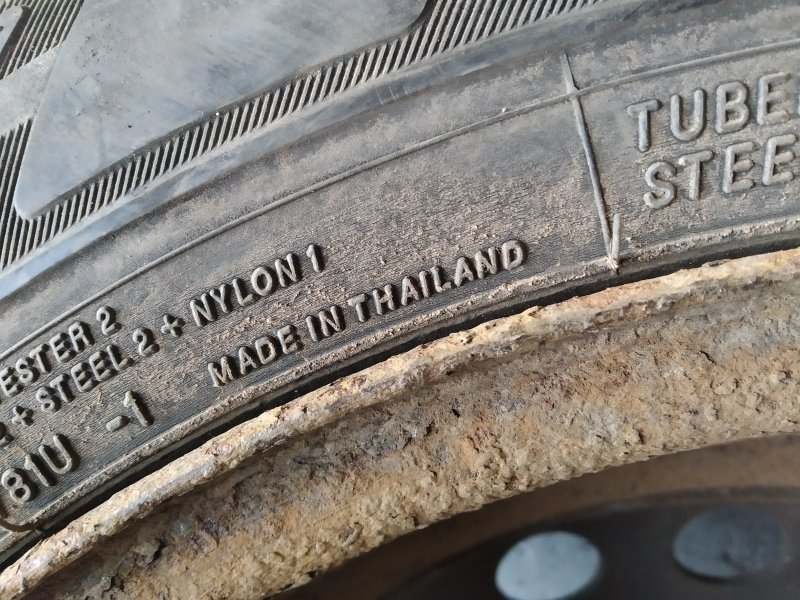 TUBE
STEE
ESTER 2
+ STEEL 2 + NYLON 1
MADE IN THAILAND
81U -1